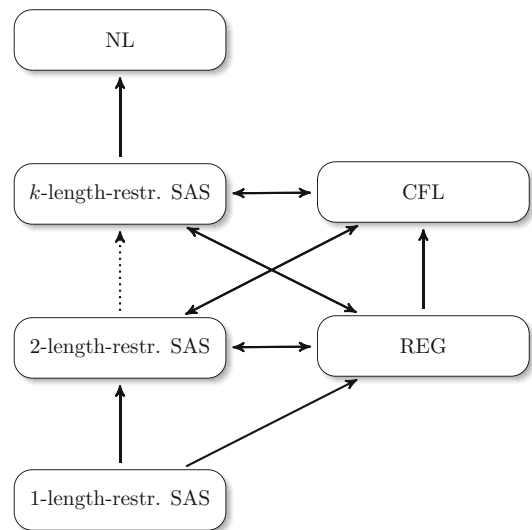 NL
k-length-restr. SAS
CFL
2-length-restr. SAS
REG
1-length-restr. SAS